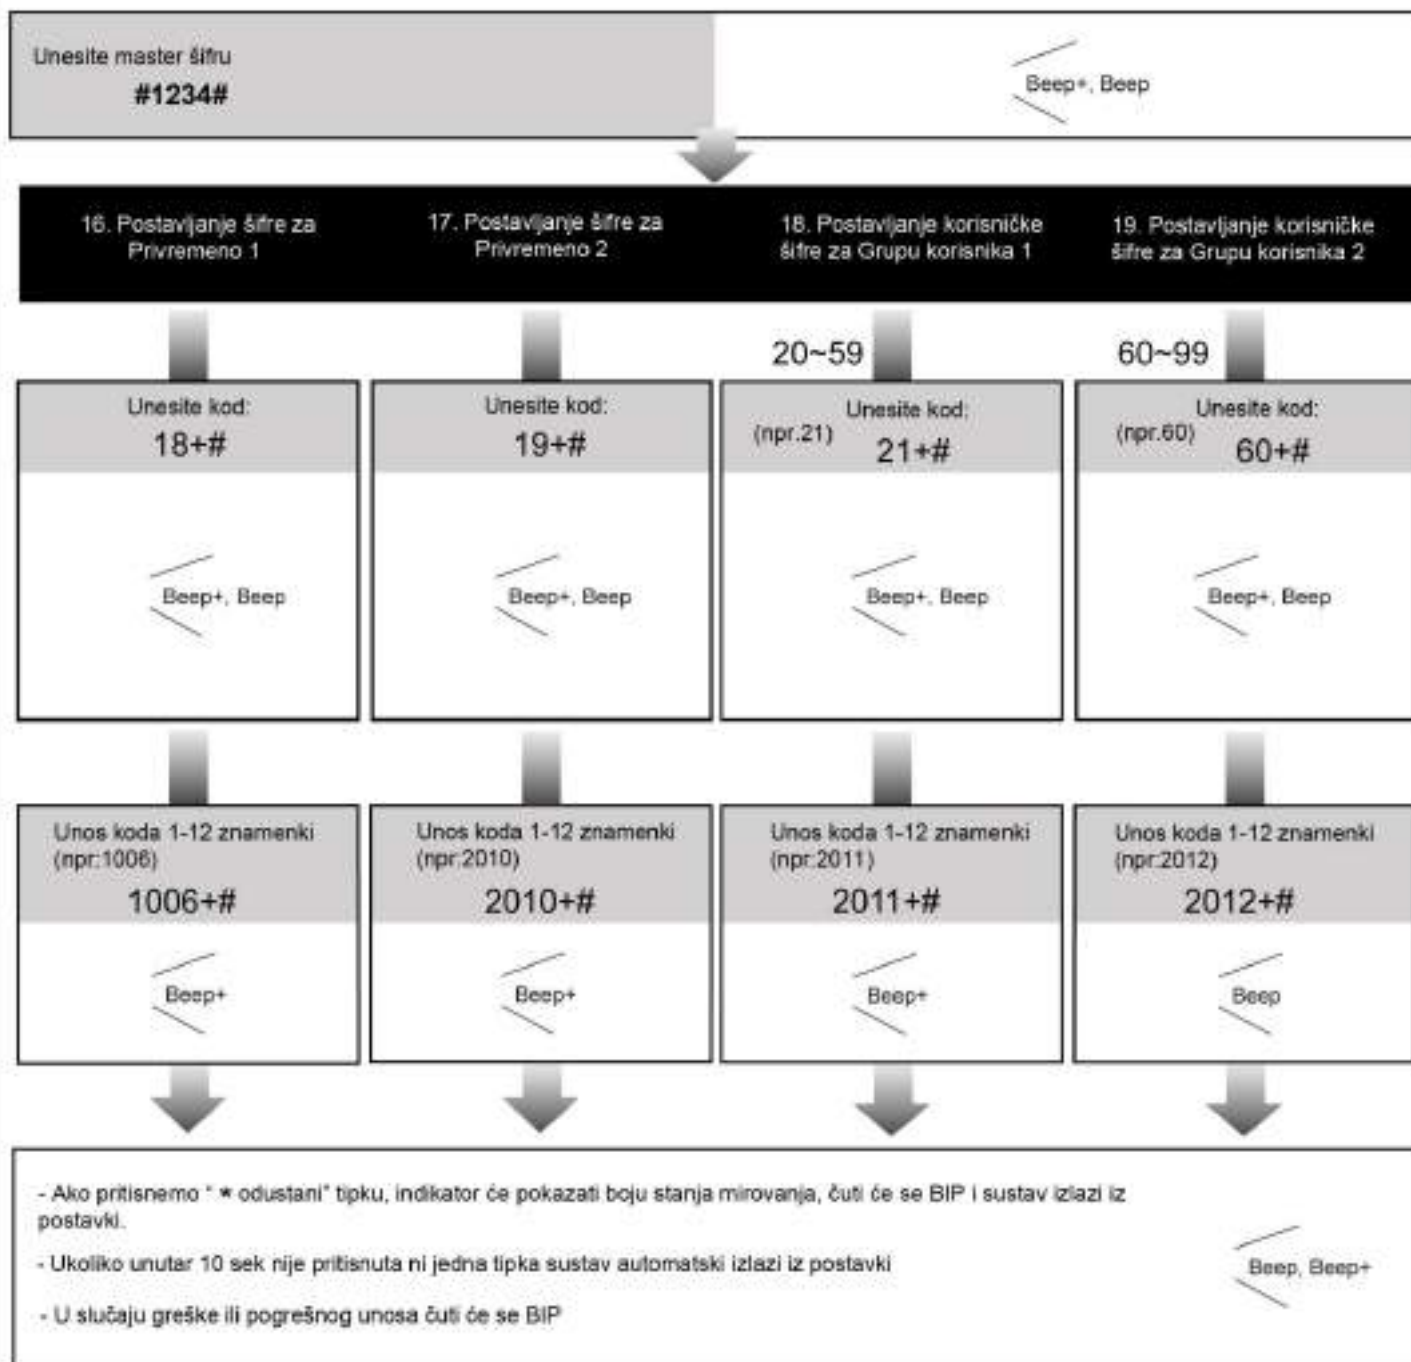 Unesite master šifru
#1234#
Beep+, Beep
16. Postavljanje šifre za
Privremeno 1
17. Postavljanje šifre za
Privremeno 2
18. Postavljanje korisničke
šifre za Grupu korisnika 1
19. Postavljanje korisničke
šifre za Grupu korisnika 2
20~59
60~99
Unesite kod:
18+#
Unesite kod:
19+#
Unesite kod:
(npr.21)
21+#
Unesite kod:
(npr.60)
60+#
Beep+, Beep
Beep+, Beep
Beep+, Beep
Beep+, Beep
Unos koda 1-12 znamenki
(npr:1006)
1006+#
Unos koda 1-12 znamenki
(npr:2010)
2010+#
Unos koda 1-12 znamenki
(npr:2011)
2011+#
Unos koda 1-12 znamenki
(npr:2012)
2012+#
Beep+
Beep+
Beep+
Beep
- Ako pritisnemo " * odustani" tipku, indikator će pokazati boju stanja mirovanja, čuti će se BIP i sustav izlazi iz
postavki.
- Ukoliko unutar 10 sek nije pritisnuta ni jedna tipka sustav automatski izlazi iz postavki
- U slučaju greške ili pogrešnog unosa čuti će se BIP
Beep, Beep+